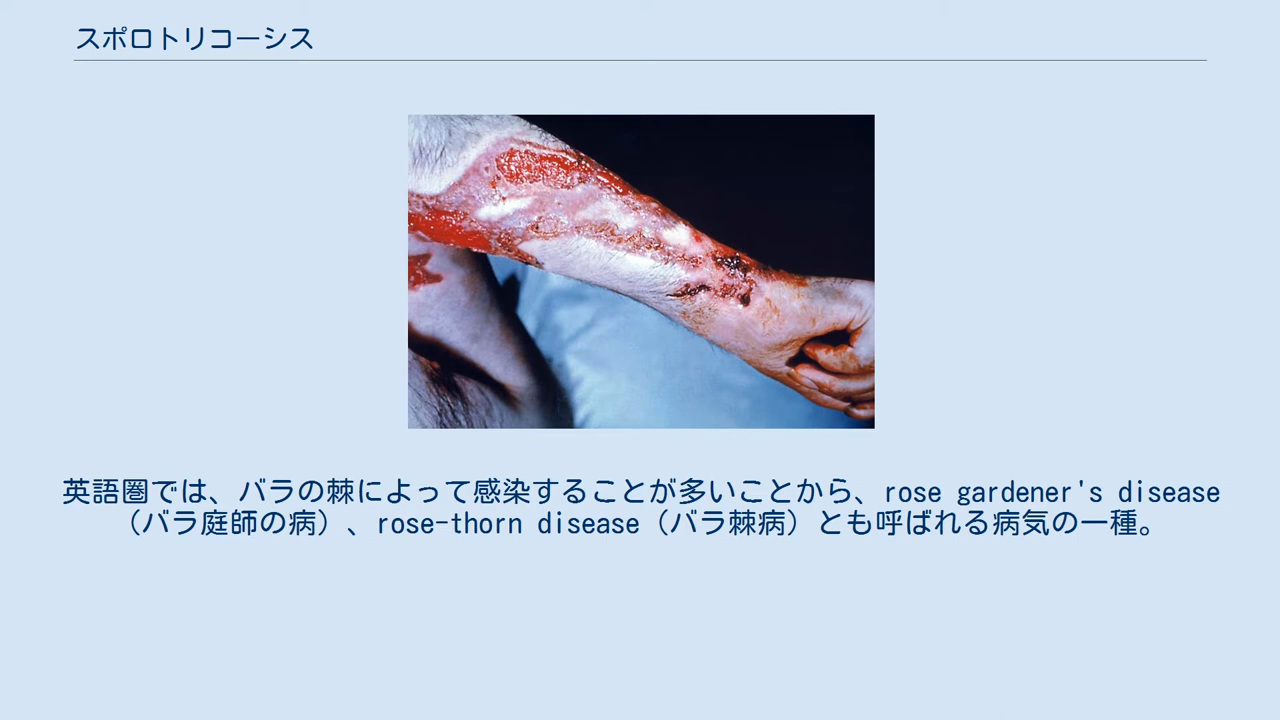 スポロトリコーシス
英語圏では、バラの棘によって感染することが多いことから、rose gardener's disease
（バラ庭師の病）、rose-thorn disease（バラ棘病）とも呼ばれる病気の一種。